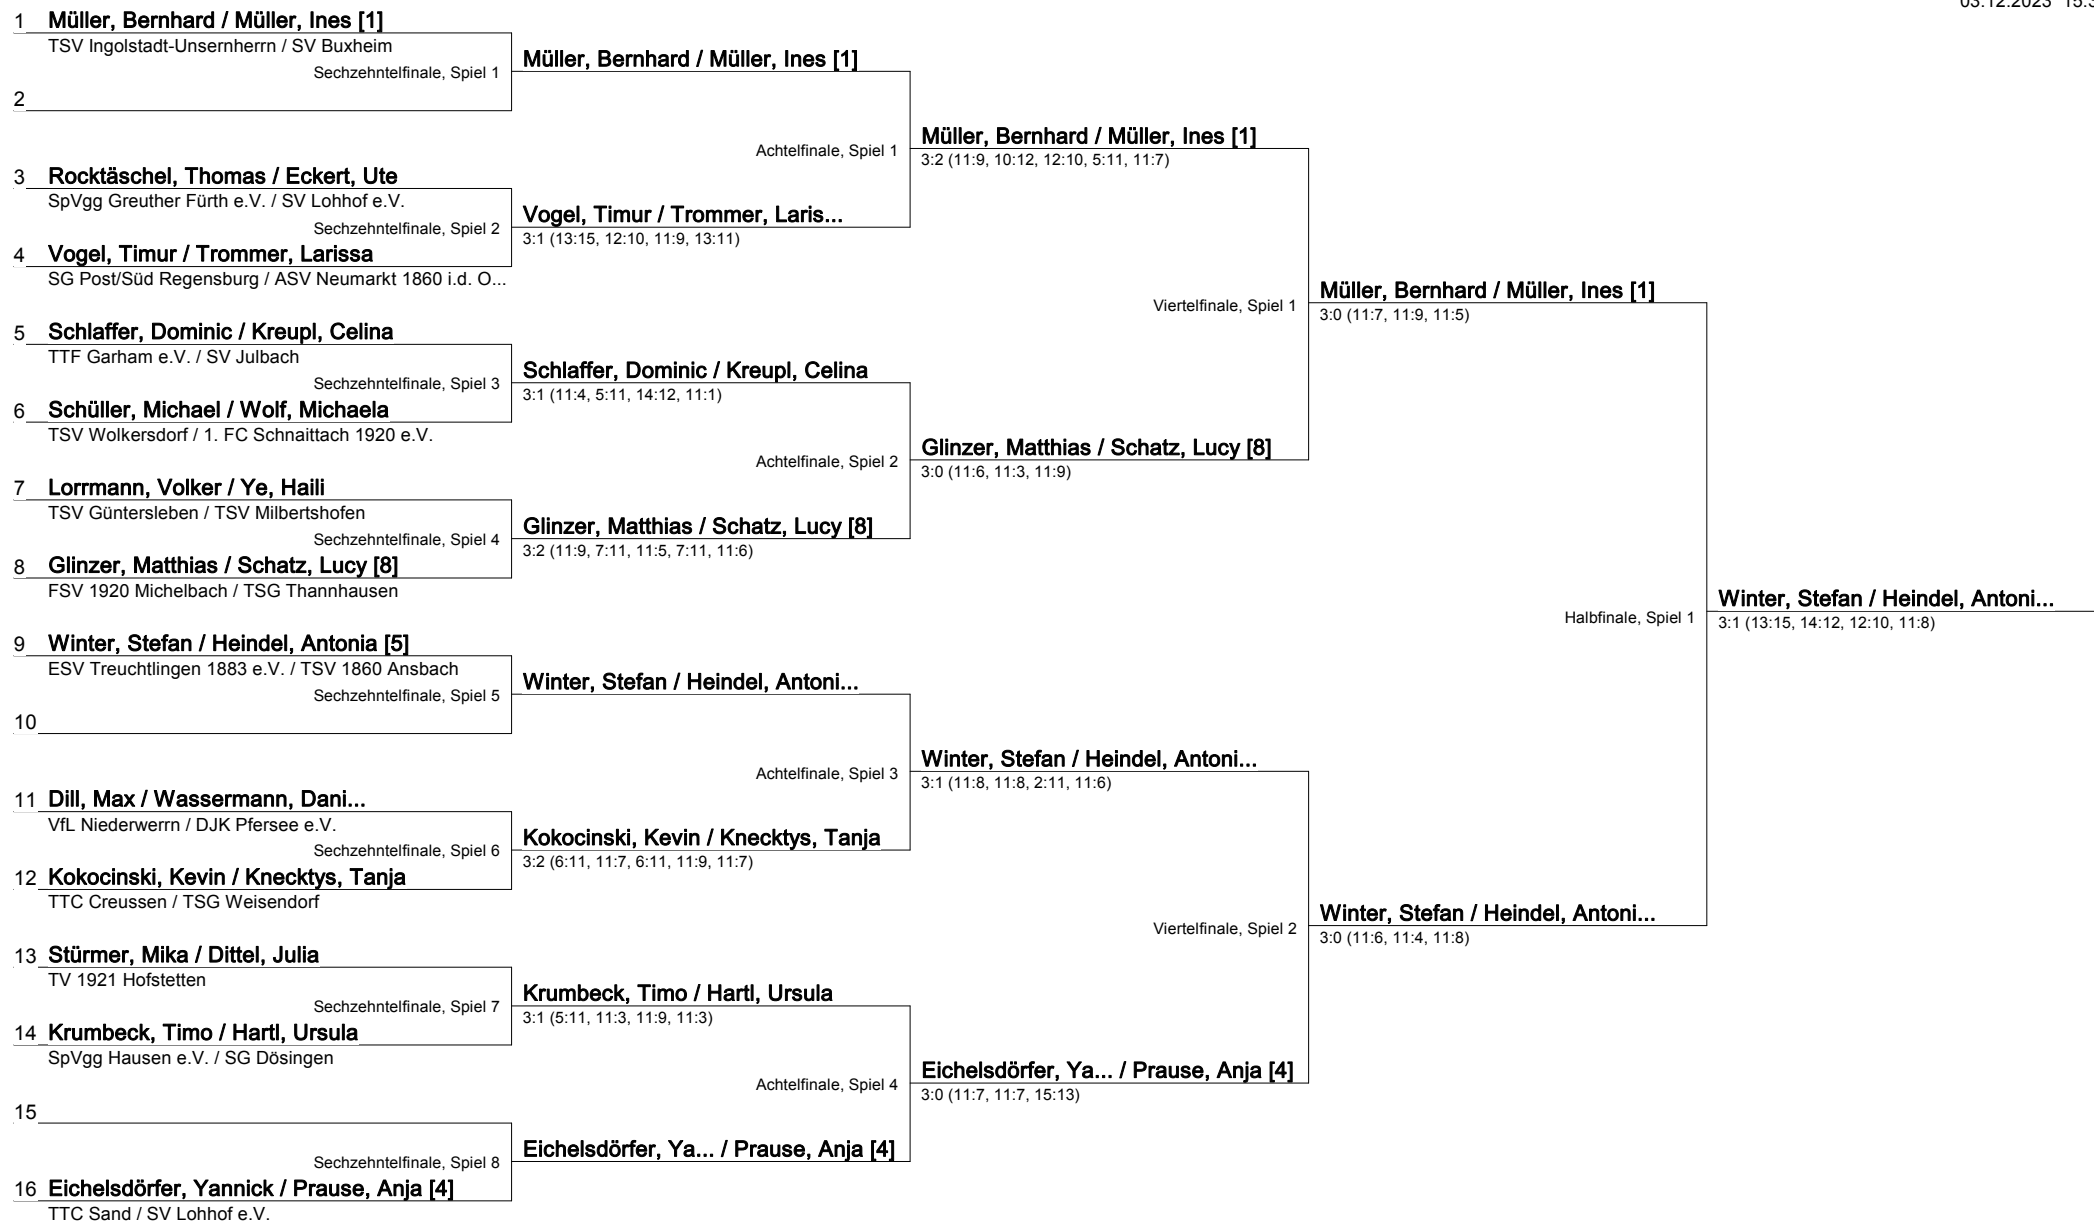 03.12.2023
1 Müller, Bernhard / Müller, Ines [1]
TSV Ingolstadt-Unsernherrn / SV Buxheim
Sechzehntelfinale, Spiel 1
Müller, Bernhard / Müller, Ines [1]
2
Achtelfinale, Spiel 1
Müller, Bernhard / Müller, Ines [1]
3:2 (11:9, 10:12, 12:10, 5:11, 11:7)
3 Rocktäschel, Thomas / Eckert, Ute
SpVgg Greuther Fürth e.V. / SV Lohhof e.V.
Sechzehntelfinale, Spiel 2
Vogel, Timur / Trommer, Laris...
3:1 (13:15, 12:10, 11:9, 13:11)
4 Vogel, Timur / Trommer, Larissa
SG Post/Süd Regensburg / ASV Neumarkt 1860 i.d. O...
Viertelfinale, Spiel 1
Müller, Bernhard / Müller, Ines [1]
3:0 (11:7, 11:9, 11:5)
5 Schlaffer, Dominic / Kreupl, Celina
TTF Garham e.V. / SV Julbach
Sechzehntelfinale, Spiel 3
Schlaffer, Dominic / Kreupl, Celina
3:1 (11:4, 5:11, 14:12, 11:1)
6 Schüller, Michael / Wolf, Michaela
TSV Wolkersdorf / 1. FC Schnaittach 1920 e.V.
Achtelfinale, Spiel 2
Glinzer, Matthias / Schatz, Lucy [8]
3:0 (11:6, 11:3, 11:9)
7 Lorrmann, Volker / Ye, Haili
TSV Güntersleben / TSV Milbertshofen
Sechzehntelfinale, Spiel 4
Glinzer, Matthias / Schatz, Lucy [8]
3:2 (11:9, 7:11, 11:5, 7:11, 11:6)
8 Glinzer, Matthias / Schatz, Lucy [8]
FSV 1920 Michelbach / TSG Thannhausen
Halbfinale, Spiel 1
Winter, Stefan / Heindel, Antoni...
3:1 (13:15, 14:12, 12:10, 11:8)
9 Winter, Stefan / Heindel, Antonia [5]
ESV Treuchtlingen 1883 e.V. / TSV 1860 Ansbach
Sechzehntelfinale, Spiel 5
Winter, Stefan / Heindel, Antoni...
10
Achtelfinale, Spiel 3
Winter, Stefan / Heindel, Antoni...
3:1 (11:8, 11:8, 2:11, 11:6)
11 Dill, Max / Wassermann, Dani...
VfL Niederwerrn / DJK Pfersee e.V.
Sechzehntelfinale, Spiel 6
Kokocinski, Kevin / Knecktys, Tanja
3:2 (6:11, 11:7, 6:11, 11:9, 11:7)
12 Kokocinski, Kevin / Knecktys, Tanja
TTC Creussen / TSG Weisendorf
Viertelfinale, Spiel 2
Winter, Stefan / Heindel, Antoni...
3:0 (11:6, 11:4, 11:8)
13 Stürmer, Mika / Dittel, Julia
TV 1921 Hofstetten
Sechzehntelfinale, Spiel 7
Krumbeck, Timo / Hartl, Ursula
3:1 (5:11, 11:3, 11:9, 11:3)
14 Krumbeck, Timo / Hartl, Ursula
SpVgg Hausen e.V. / SG Dösingen
Achtelfinale, Spiel 4
Eichelsdörfer, Ya... / Prause, Anja [4]
3:0 (11:7, 11:7, 15:13)
15
Sechzehntelfinale, Spiel 8
Eichelsdörfer, Ya... / Prause, Anja [4]
16 Eichelsdörfer, Yannick / Prause, Anja [4]
TTC Sand / SV Lohhof e.V.